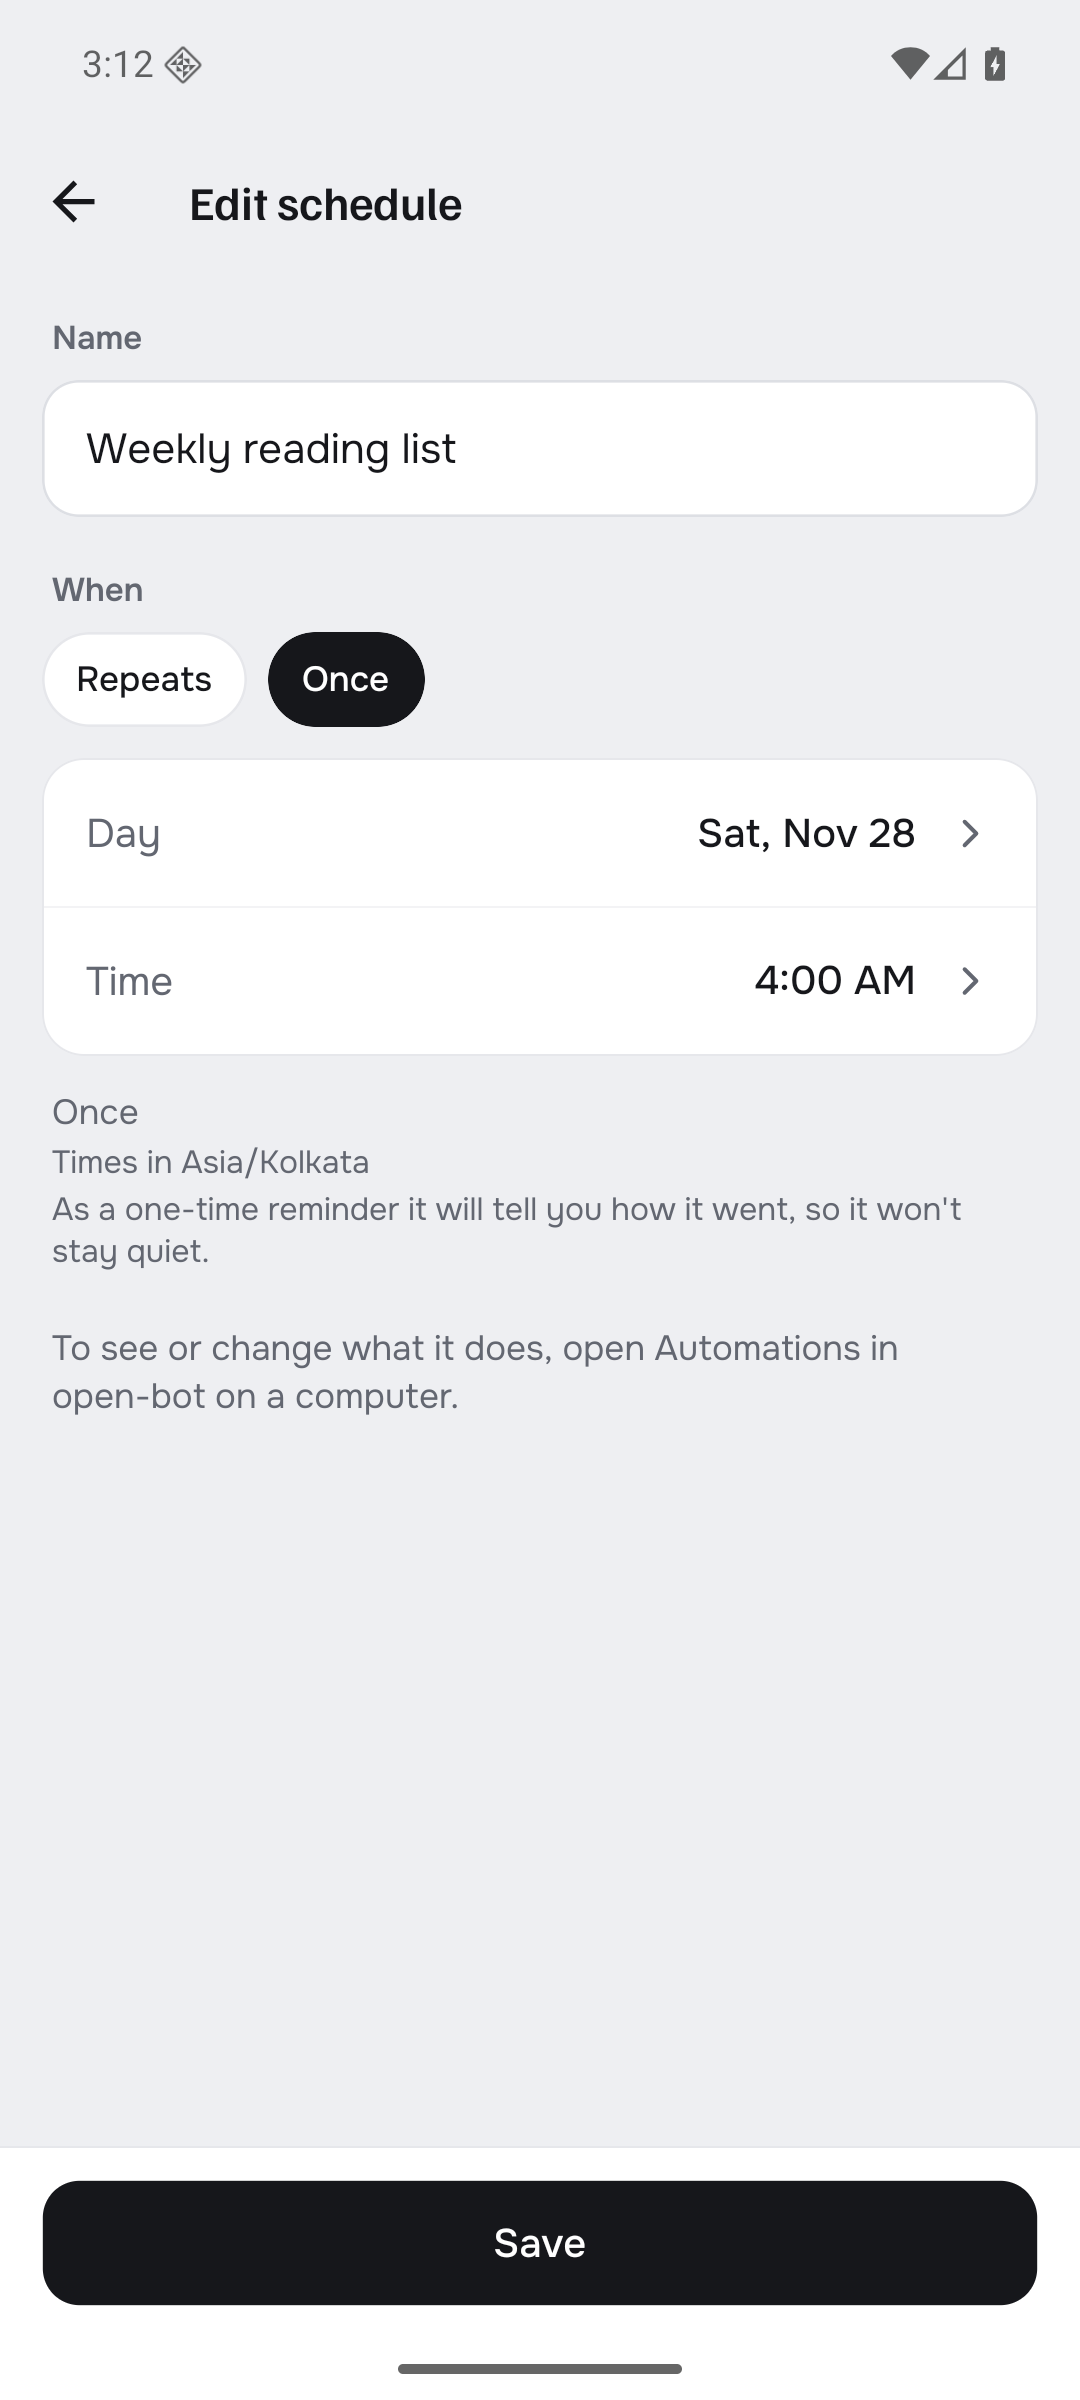 3:12
Edit schedule
Name
Weekly reading list
When
Repeats
Once
Day
Sat, Nov 28
Time
4:00 AM
Once
Times in Asia/Kolkata
As a one-time reminder it will tell you how it went, so it won't
stay quiet.
To see or change what it does, open Automations in
open-bot on a computer.
Save